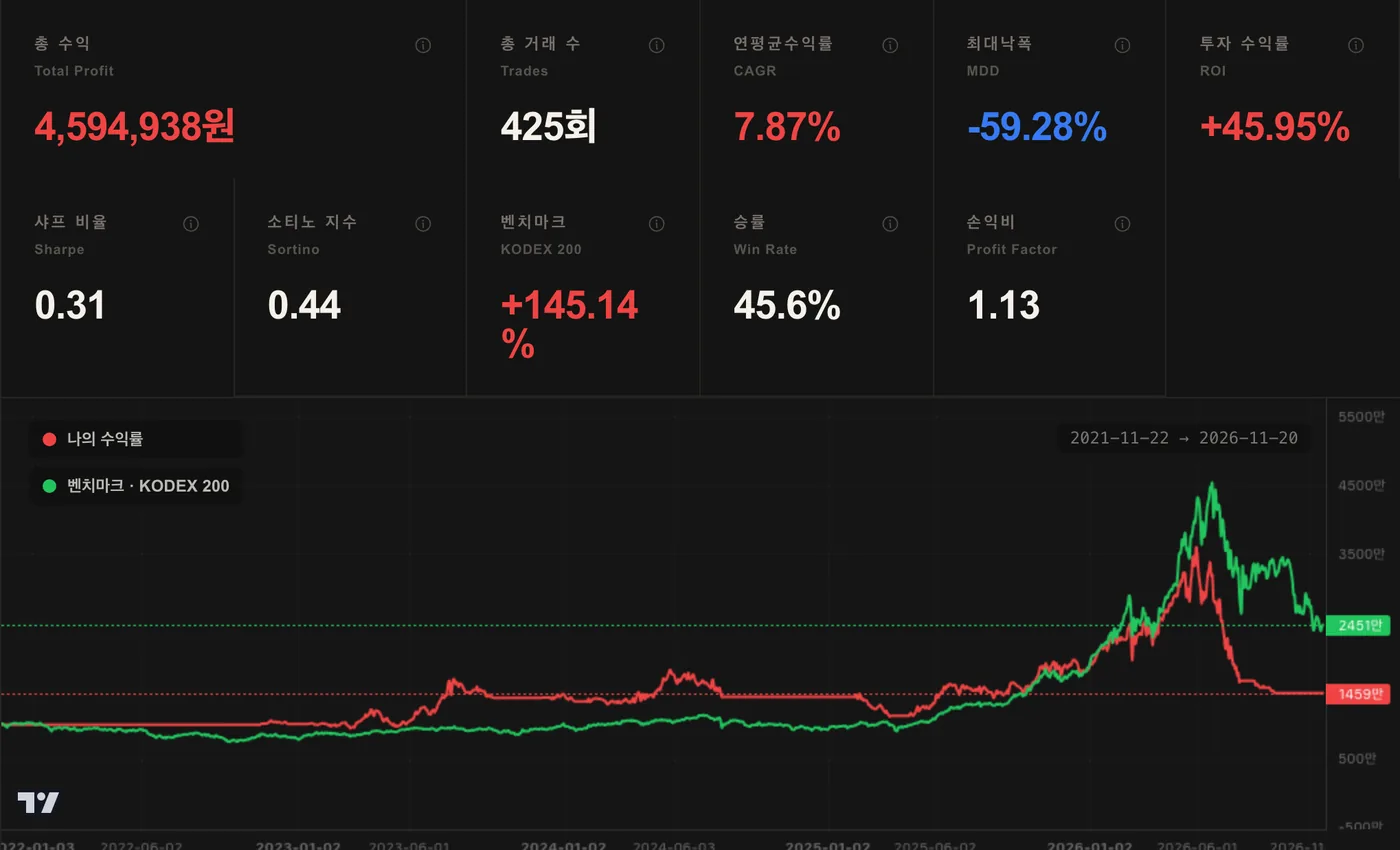 총 수익
Total Profit
4,594,938원
총 거래 수
Trades
425회
연평균수익률
CAGR
7.87%
최대낙폭
MDD
-59.28%
투자 수익률
ROI
+45.95%
샤프 비율
Sharpe
0.31
소티노 지수
Sortino
0.44
벤치마크
KODEX 200
+145.14
%
승률
Win Rate
45.6%
손익비
Profit Factor
1.13
나의 수익률
벤치마크 · KODEX 200
2021-11-22 → 2026-11-20
5500만
4500만
3500만
2451만
1459만
500만
-500만
022-01-03 2022-06-02 2023-01-02 2023-06-01 2024-01-02 2024-06-03 2025-01-02 2025-06-02 2026-01-02 2026-06-01 2026-11